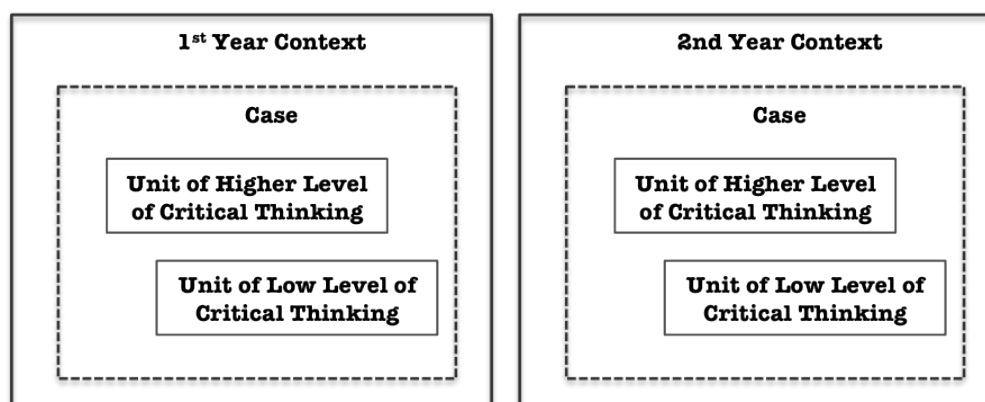 1st Year Context
Case
Unit of Higher Level
of Critical Thinking
Unit of Low Level of
Critical Thinking
2nd Year Context
Case
Unit of Higher Level
of Critical Thinking
Unit of Low Level of
Critical Thinking